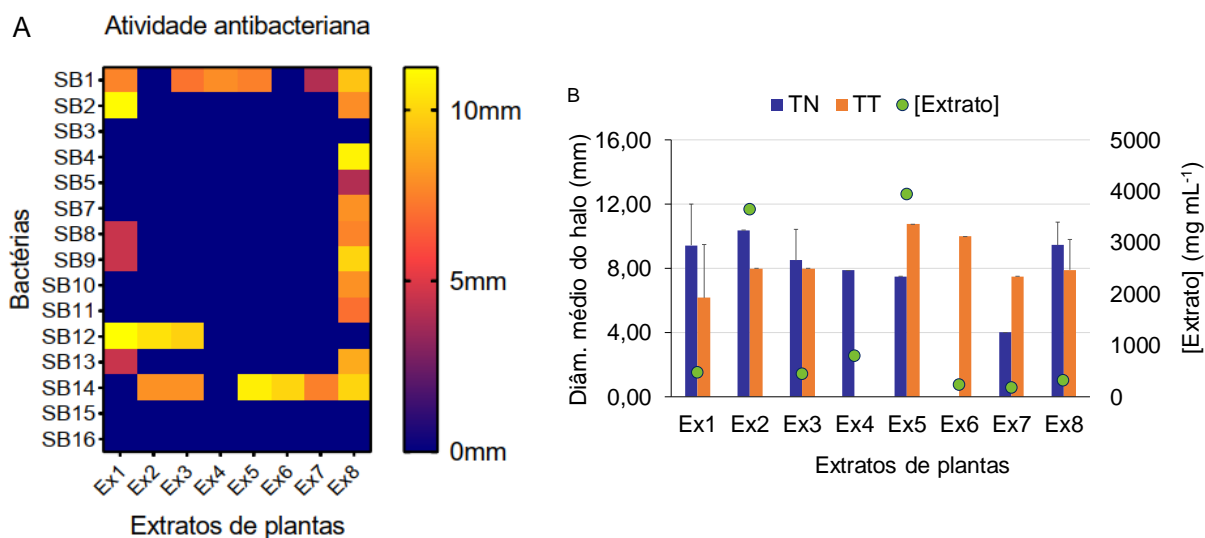 A
Atividade antibacteriana
Bactérias
SB1
SB2
SB3
SB4
SB5
SB7
SB8
SB9
SB10
SB11
SB12
SB13
SB14
SB15
SB16
10mm
5mm
0mm
Ex1 Ex2 Ex3 Ex4 Ex5 Ex6 Ex7 Ex8
Extratos de plantas
B
TN TT [Extrato]
Diâm. médio do halo (mm)
16,00
12,00
8,00
4,00
0,00
5000
4000
3000
2000
1000
0
[Extrato] (mg mL-1)
Ex1 Ex2 Ex3 Ex4 Ex5 Ex6 Ex7 Ex8
Extratos de plantas